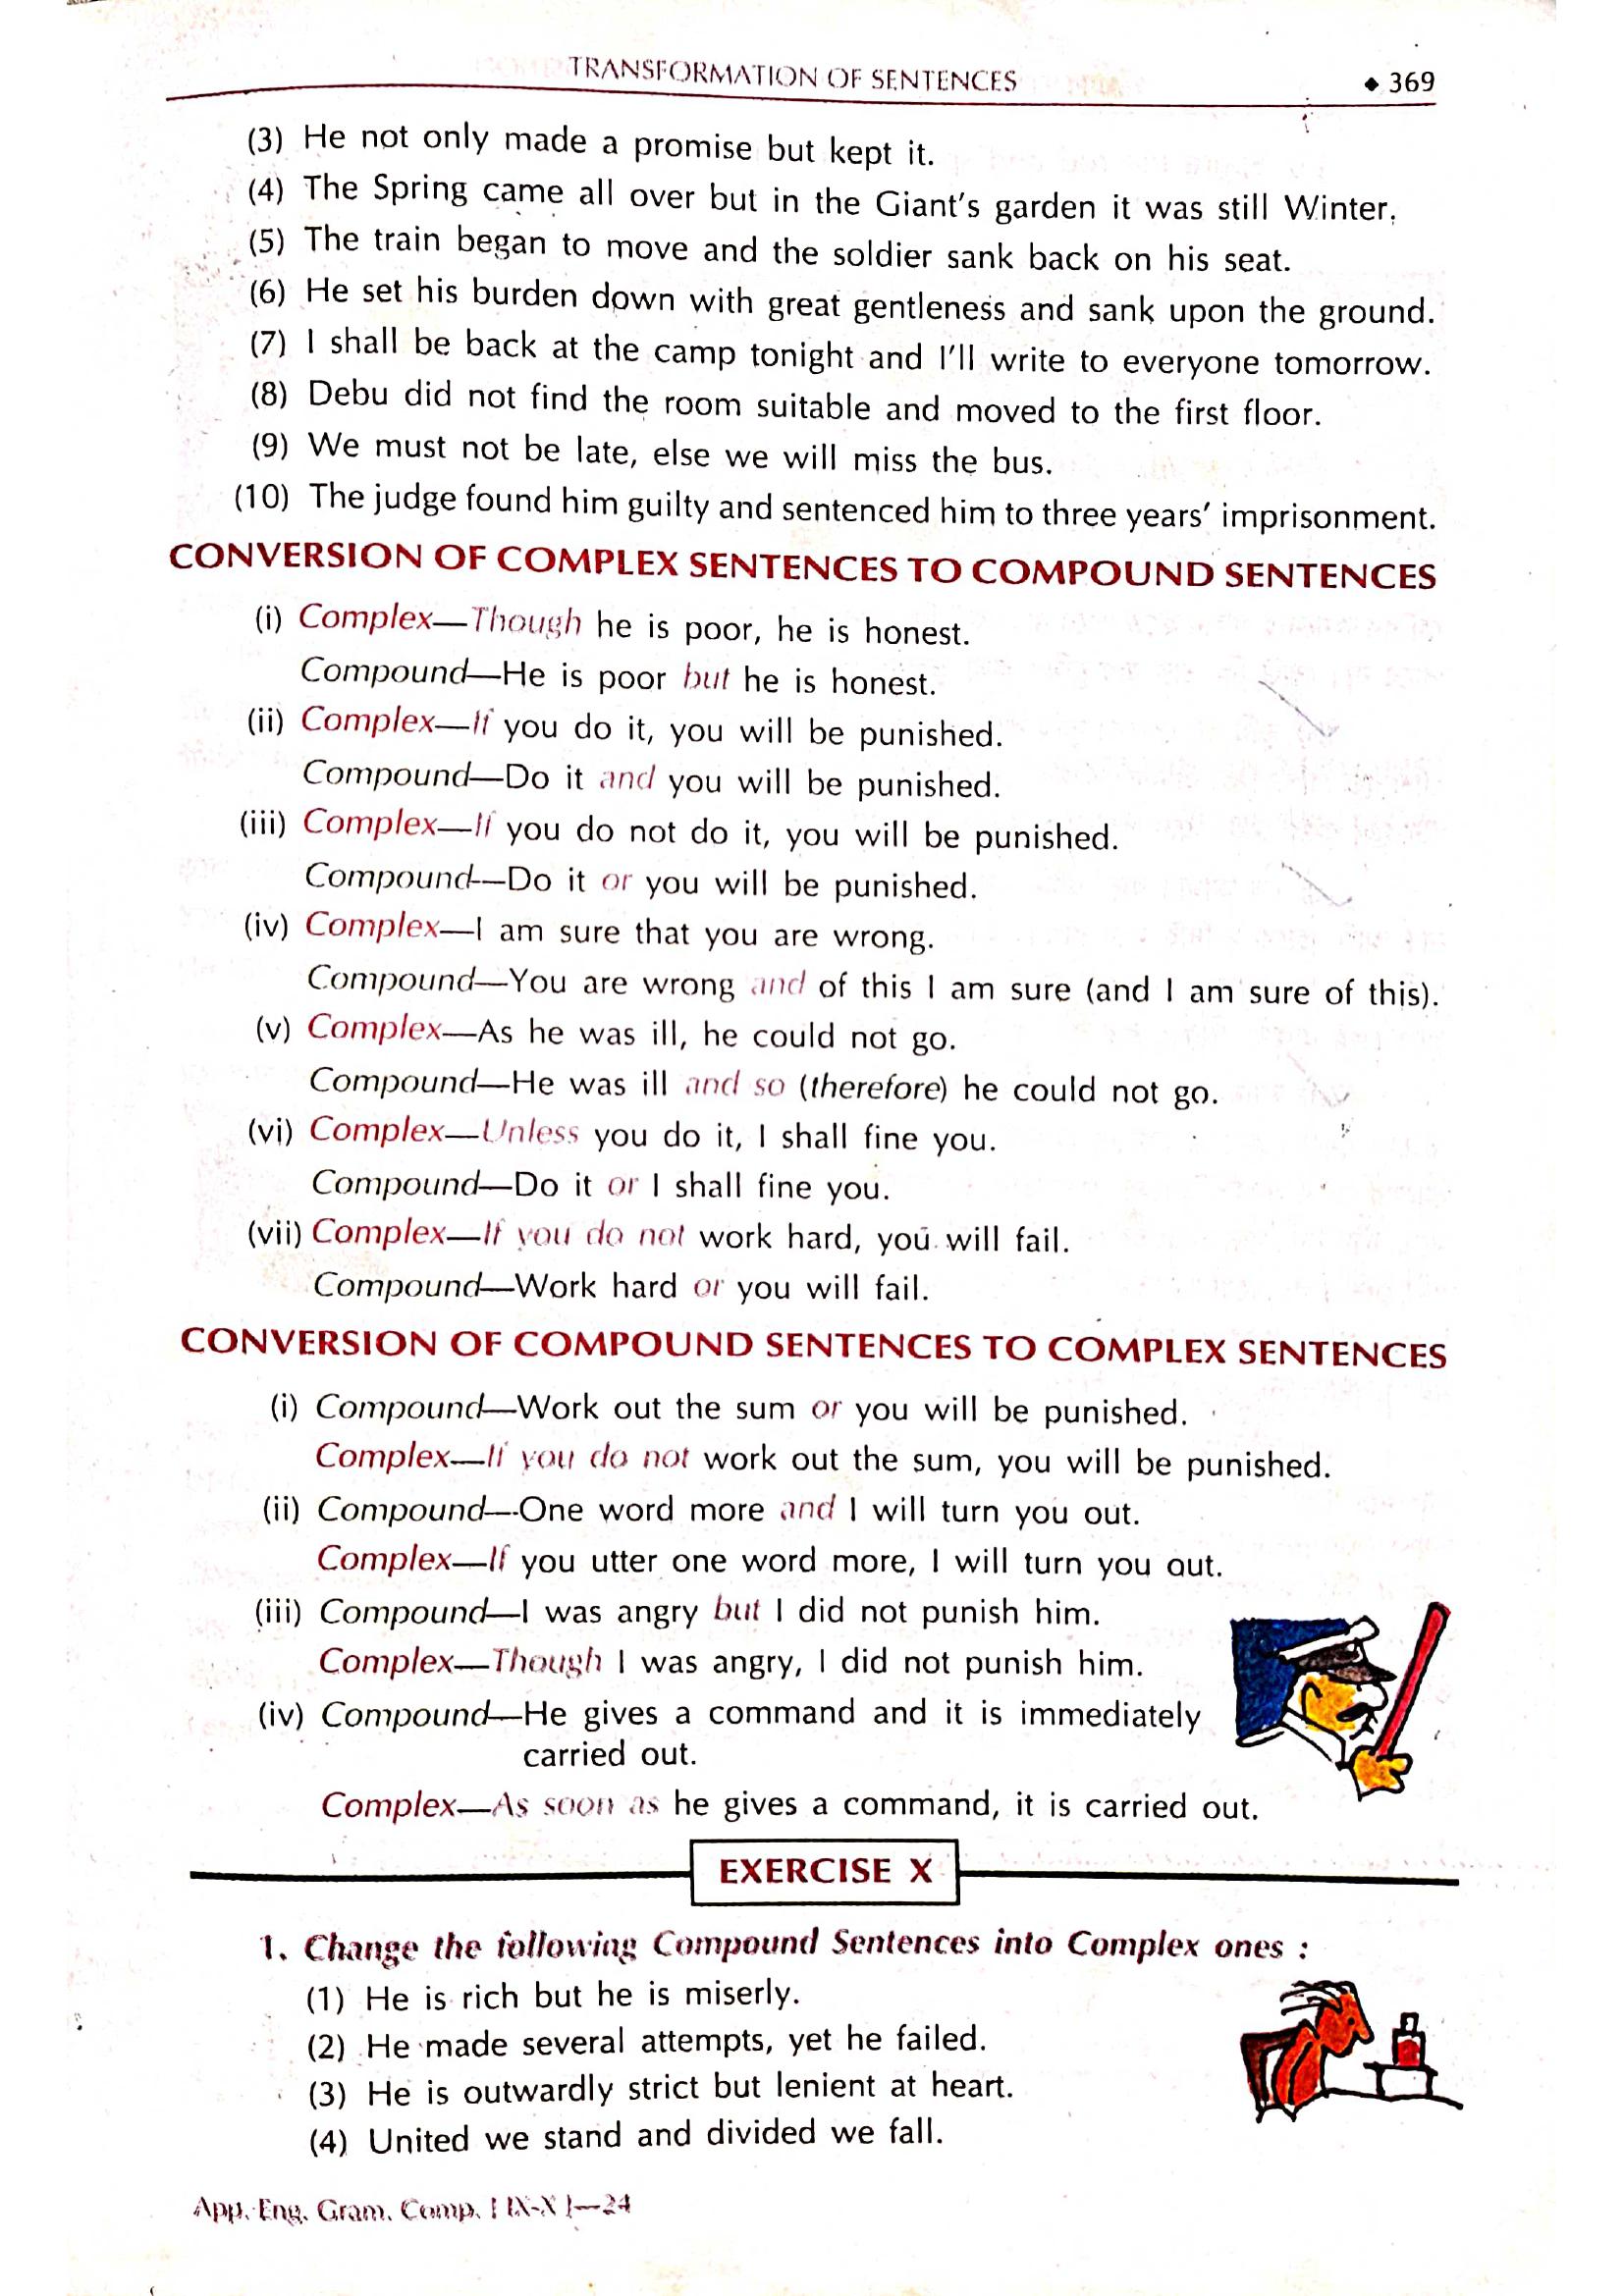 TRANSFORMATION OF SENTENCES ♦ 369
(3) He not only made a promise but kept it.
(4) The Spring came all over but in the Giant's garden it was still Winter.
(5) The train began to move and the soldier sank back on his seat.
(6) He set his burden down with great gentleness and sank upon the ground.
(7) I shall be back at the camp tonight and I'll write to everyone tomorrow.
(8) Debu did not find the room suitable and moved to the first floor.
(9) We must not be late, else we will miss the bus.
(10) The judge found him guilty and sentenced him to three years' imprisonment.
CONVERSION OF COMPLEX SENTENCES TO COMPOUND SENTENCES
(i) Complex—Though he is poor, he is honest.
Compound—He is poor but he is honest.
(ii) Complex—If you do it, you will be punished.
Compound—Do it and you will be punished.
(iii) Complex—If you do not do it, you will be punished.
Compound—Do it or you will be punished.
(iv) Complex—I am sure that you are wrong.
Compound—You are wrong and of this I am sure (and I am sure of this).
(v) Complex—As he was ill, he could not go.
Compound—He was ill and so (therefore) he could not go.
(vi) Complex—Unless you do it, I shall fine you.
Compound—Do it or I shall fine you.
(vii) Complex—If you do not work hard, you will fail.
Compound—Work hard or you will fail.
CONVERSION OF COMPOUND SENTENCES TO COMPLEX SENTENCES
(i) Compound—Work out the sum or you will be punished.
Complex—If you do not work out the sum, you will be punished.
(ii) Compound—One word more and I will turn you out.
Complex—If you utter one word more, I will turn you out.
(iii) Compound—I was angry but I did not punish him.
Complex—Though I was angry, I did not punish him.
(iv) Compound—He gives a command and it is immediately
carried out.
Complex—As soon as he gives a command, it is carried out.
EXERCISE X
1. Change the following Compound Sentences into Complex ones :
(1) He is rich but he is miserly.
(2) He made several attempts, yet he failed.
(3) He is outwardly strict but lenient at heart.
(4) United we stand and divided we fall.
App. Eng. Gram. Comp. [ IX-X ]—24